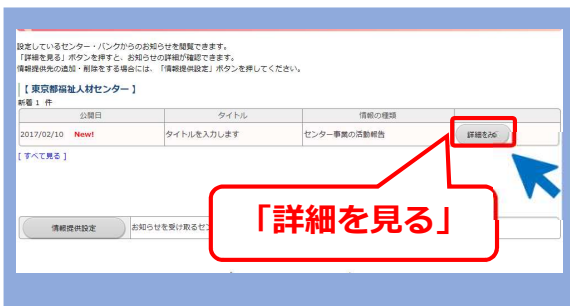 設定しているセンター・バンクからのお知らせを閲覧できます。
「詳細を見る」ボタンを押すと、お知らせの詳細が確認できます。
情報提供先の追加・削除をする場合には、「情報提供設定」ボタンを押してください。
【 東京都福祉人材センター 】
新着 1 件
公開日 タイトル 情報の種類
2017/02/10 New! タイトルを入力します センター事業の活動報告 詳細をみる
[ すべて見る ]
「詳細を見る」
情報提供設定 お知らせを受け取るセン